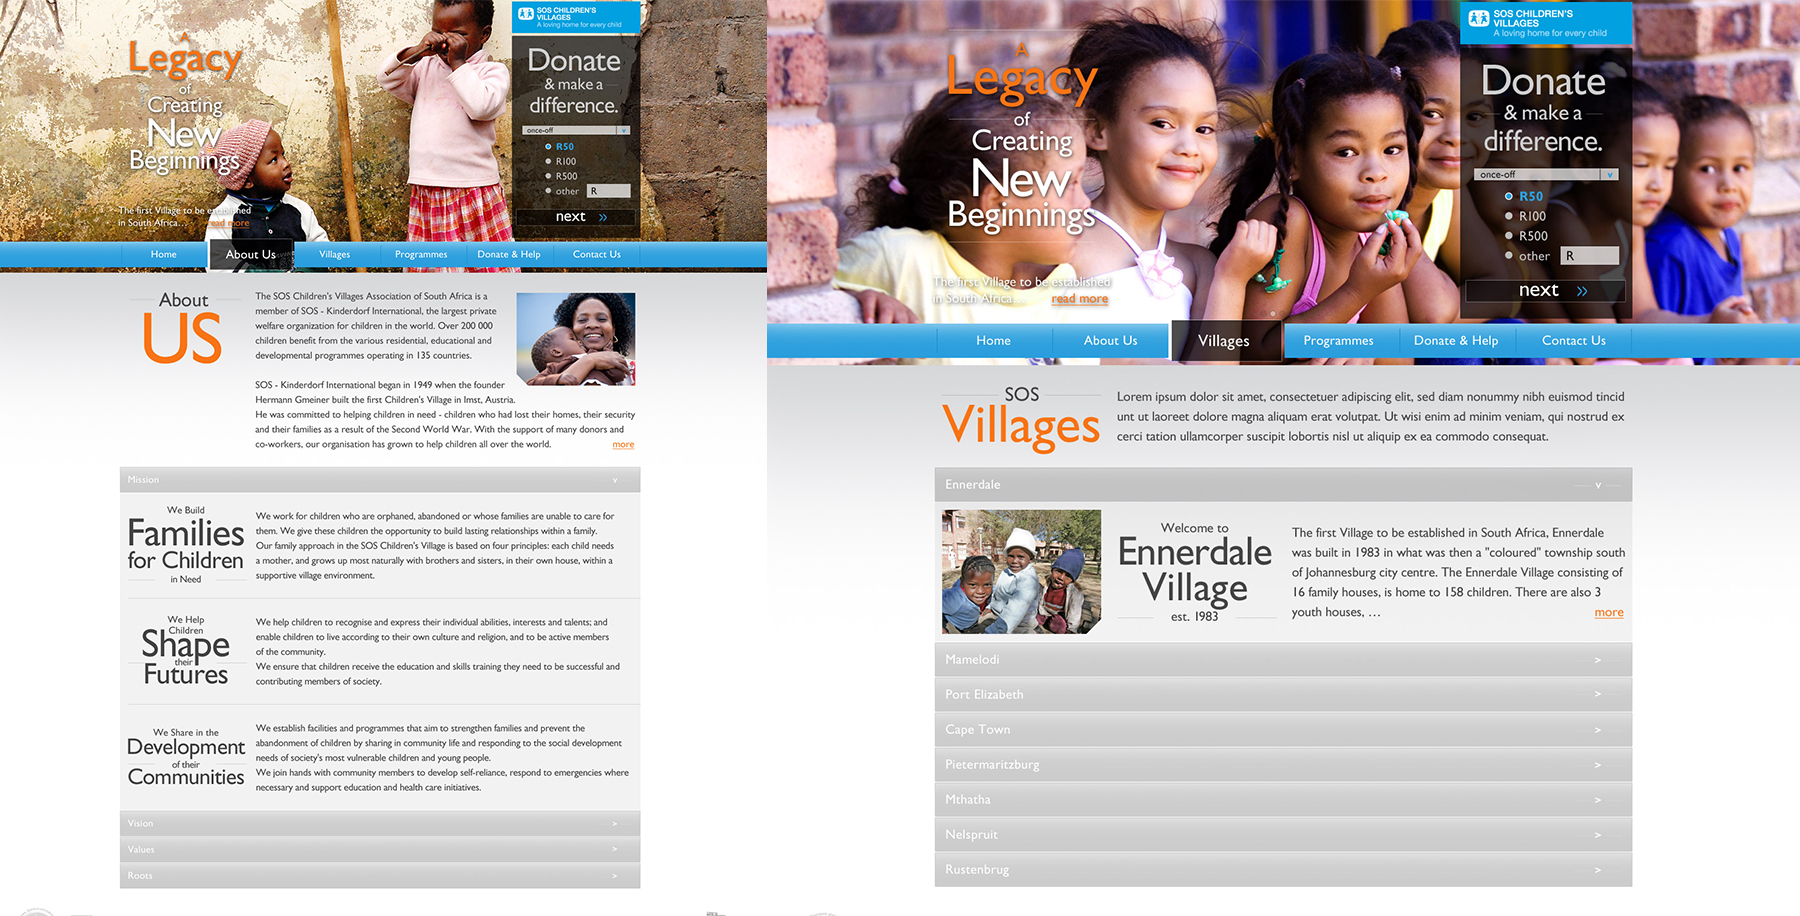 A
Legacy
of
Creating
New
Beginnings
The first Village to be established
in South Africa... read more
SOS CHILDREN'S
VILLAGES
A loving home for every child
Donate
& make a
difference.
once-off v
R50
R100
R500
other R
next »
Home About Us Villages Programmes Donate & Help Contact Us
About
US
The SOS Children's Villages Association of South Africa is a
member of SOS - Kinderdorf International, the largest private
welfare organization for children in the world. Over 200 000
children benefit from the various residential, educational and
developmental programmes operating in 135 countries.
SOS - Kinderdorf International began in 1949 when the founder
Hermann Gmeiner built the first Children's Village in Imst, Austria.
He was committed to helping children in need - children who had lost their homes, their security
and their families as a result of the Second World War. With the support of many donors and
co-workers, our organisation has grown to help children all over the world. more
Mission v
We Build
Families
for Children
in Need
We work for children who are orphaned, abandoned or whose families are unable to care for
them. We give these children the opportunity to build lasting relationships within a family.
Our family approach in the SOS Children's Village is based on four principles: each child needs
a mother, and grows up most naturally with brothers and sisters, in their own house, within a
supportive village environment.
We Help
Children
Shape
their
Futures
We help children to recognise and express their individual abilities, interests and talents; and
enable children to live according to their own culture and religion, and to be active members
of the community.
We ensure that children receive the education and skills training they need to be successful and
contributing members of society.
We Share in the
Development
of their
Communities
We establish facilities and programmes that aim to strengthen families and prevent the
abandonment of children by sharing in community life and responding to the social development
needs of society's most vulnerable children and young people.
We join hands with community members to develop self-reliance, respond to emergencies where
necessary and support education and health care initiatives.
Vision >
Values >
Roots >
A
Legacy
of
Creating
New
Beginnings
The first Village to be established
in South Africa... read more
SOS CHILDREN'S
VILLAGES
A loving home for every child
Donate
& make a
difference.
once-off v
R50
R100
R500
other R
next »
Home About Us Villages Programmes Donate & Help Contact Us
SOS
Villages
Lorem ipsum dolor sit amet, consectetuer adipiscing elit, sed diam nonummy nibh euismod tincid
unt ut laoreet dolore magna aliquam erat volutpat. Ut wisi enim ad minim veniam, qui nostrud ex
cerci tation ullamcorper suscipit lobortis nisl ut aliquip ex ea commodo consequat.
Ennerdale v
Welcome to
Ennerdale
Village
est. 1983
The first Village to be established in South Africa, Ennerdale
was built in 1983 in what was then a "coloured" township south
of Johannesburg city centre. The Ennerdale Village consisting of
16 family houses, is home to 158 children. There are also 3
youth houses, ... more
Mamelodi >
Port Elizabeth >
Cape Town >
Pietermaritzburg >
Mthatha >
Nelspruit >
Rustenbrug >